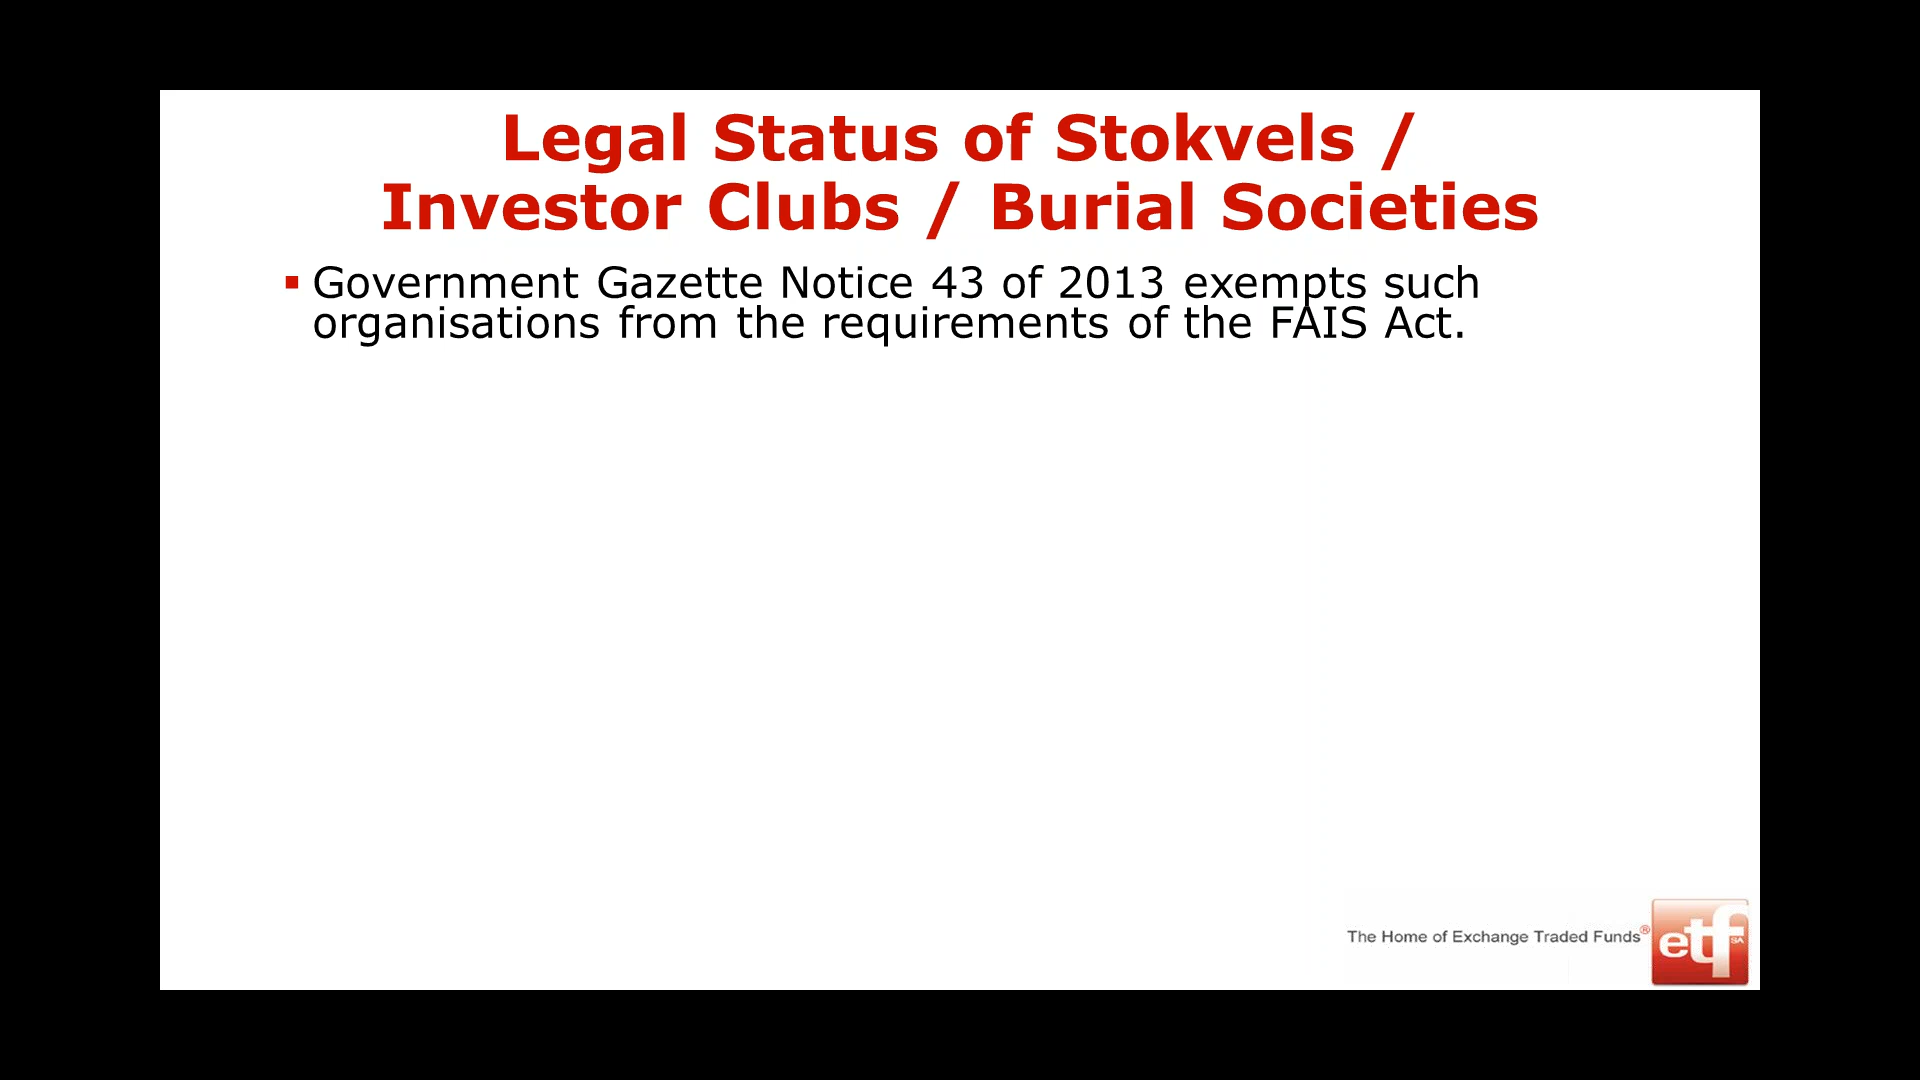 Legal Status of Stokvels /
Investor Clubs / Burial Societies
▪ Government Gazette Notice 43 of 2013 exempts such
organisations from the requirements of the FAIS Act.
The Home of Exchange Traded Funds®
etf
SA